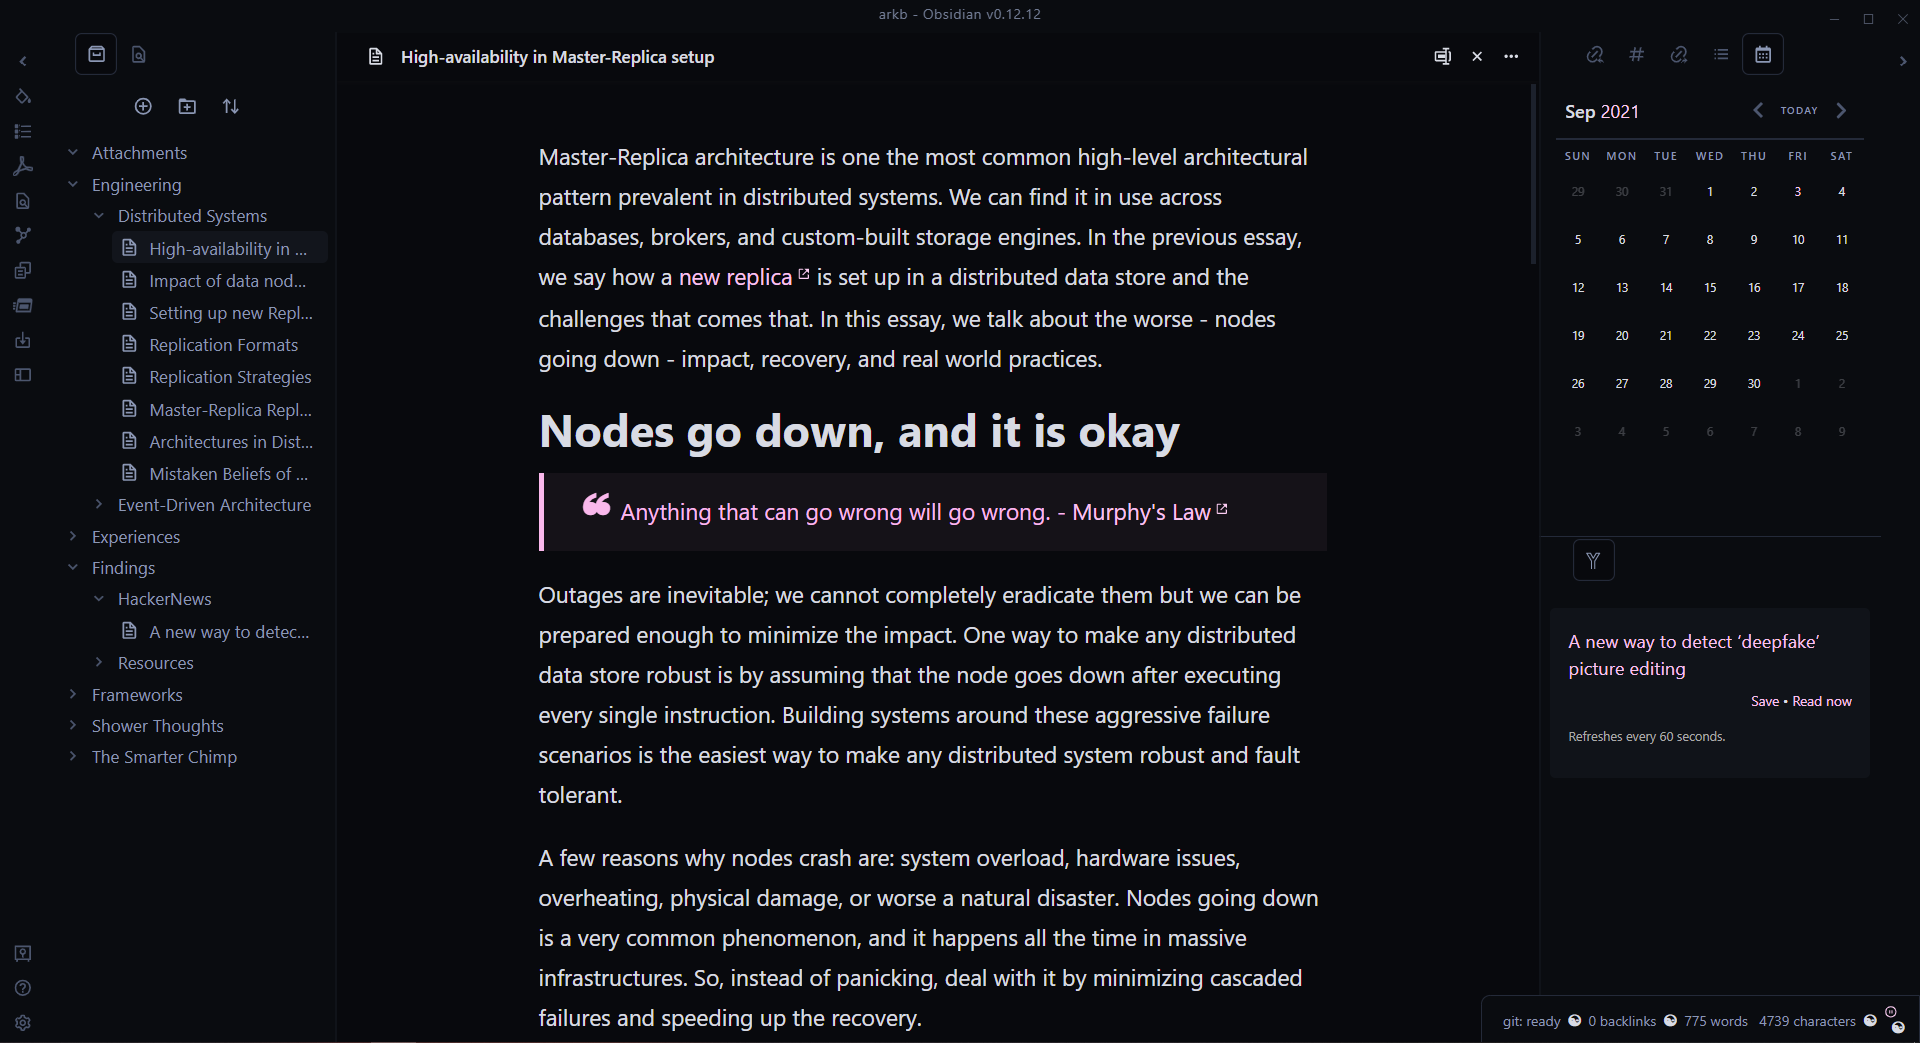 arkb - Obsidian v0.12.12
High-availability in Master-Replica setup
Attachments
Engineering
Distributed Systems
High-availability in ...
Impact of data nod...
Setting up new Repl...
Replication Formats
Replication Strategies
Master-Replica Repl...
Architectures in Dist...
Mistaken Beliefs of ...
Event-Driven Architecture
Experiences
Findings
HackerNews
A new way to detec...
Resources
Frameworks
Shower Thoughts
The Smarter Chimp
Master-Replica architecture is one the most common high-level architectural
pattern prevalent in distributed systems. We can find it in use across
databases, brokers, and custom-built storage engines. In the previous essay,
we say how a new replica is set up in a distributed data store and the
challenges that comes that. In this essay, we talk about the worse - nodes
going down - impact, recovery, and real world practices.
Nodes go down, and it is okay
❝ Anything that can go wrong will go wrong. - Murphy's Law
Outages are inevitable; we cannot completely eradicate them but we can be
prepared enough to minimize the impact. One way to make any distributed
data store robust is by assuming that the node goes down after executing
every single instruction. Building systems around these aggressive failure
scenarios is the easiest way to make any distributed system robust and fault
tolerant.
A few reasons why nodes crash are: system overload, hardware issues,
overheating, physical damage, or worse a natural disaster. Nodes going down
is a very common phenomenon, and it happens all the time in massive
infrastructures. So, instead of panicking, deal with it by minimizing cascaded
failures and speeding up the recovery.
Sep 2021
TODAY
SUN MON TUE WED THU FRI SAT
29 30 31 1 2 3 4
5 6 7 8 9 10 11
12 13 14 15 16 17 18
19 20 21 22 23 24 25
26 27 28 29 30 1 2
3 4 5 6 7 8 9
A new way to detect ‘deepfake’
picture editing
Save • Read now
Refreshes every 60 seconds.
git: ready 0 backlinks 775 words 4739 characters